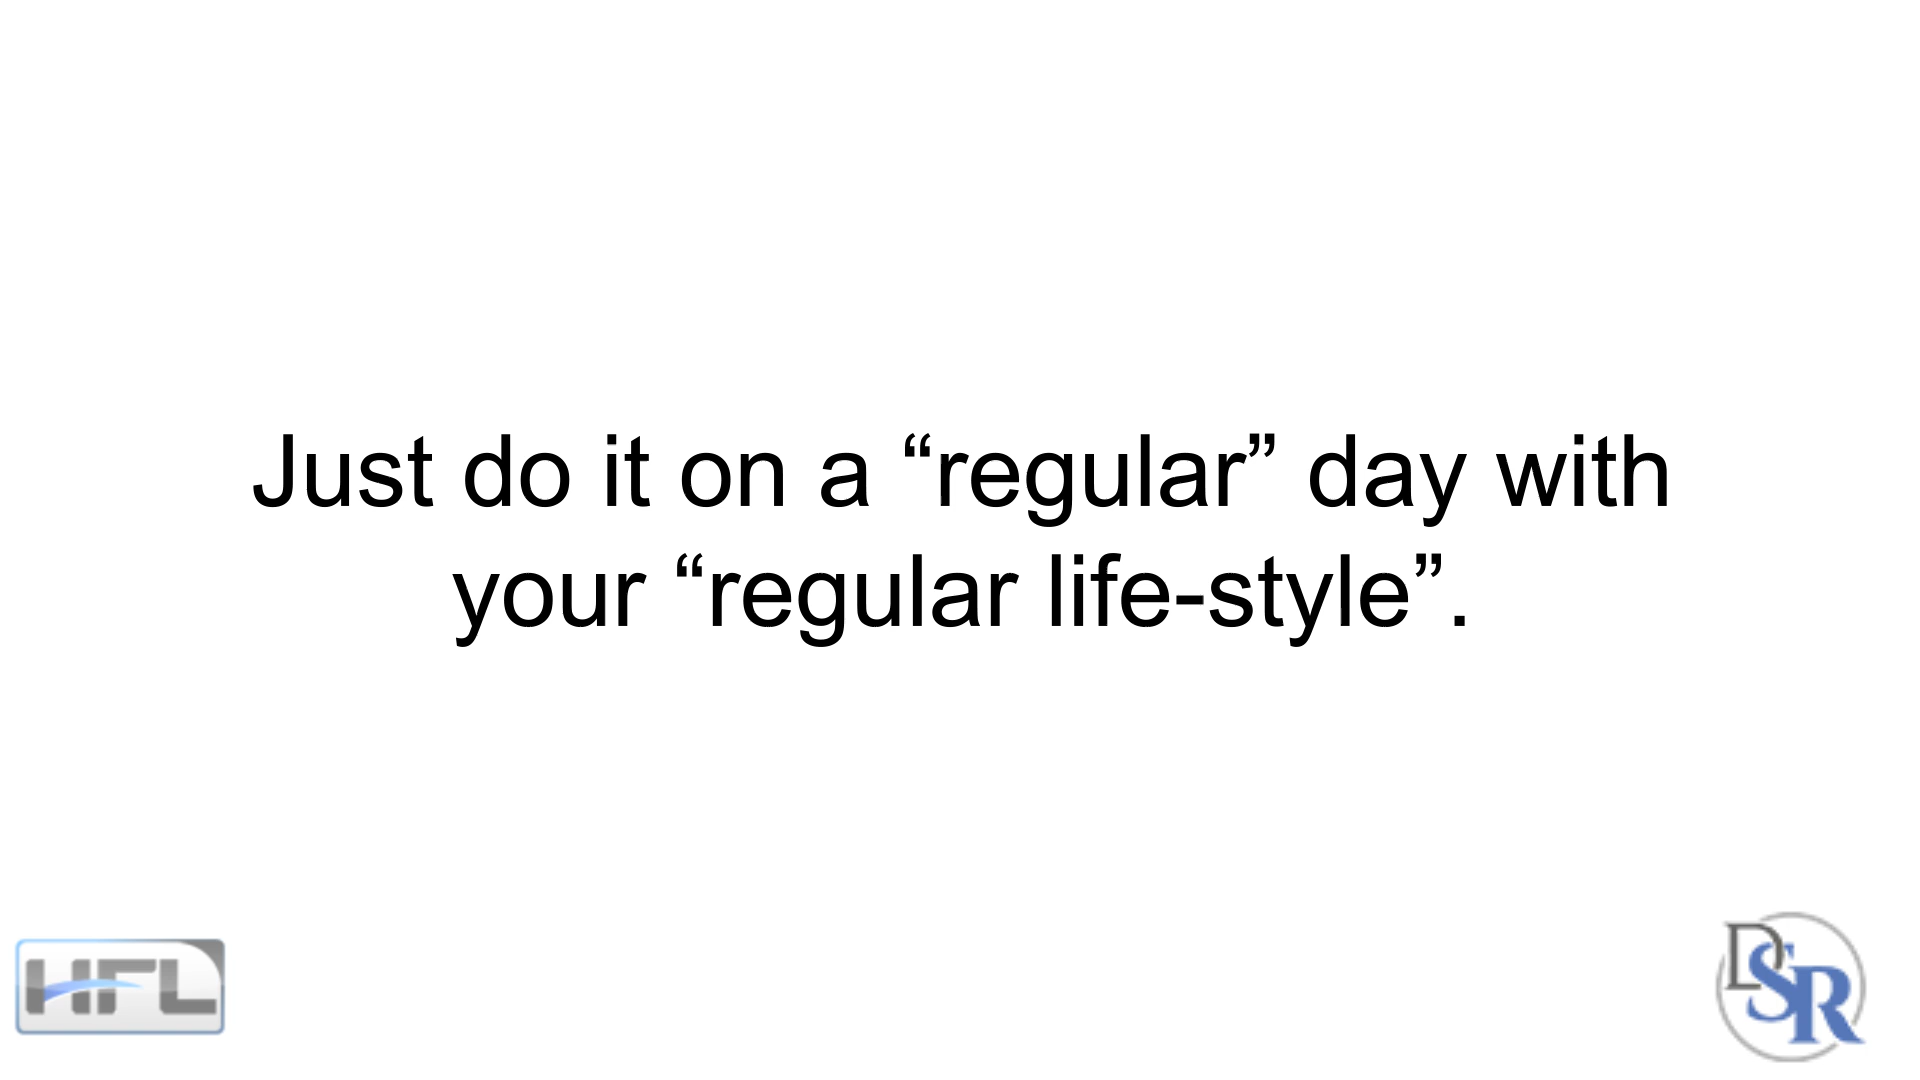 Just do it on a “regular” day with
your “regular life-style”.
HFL
DSR